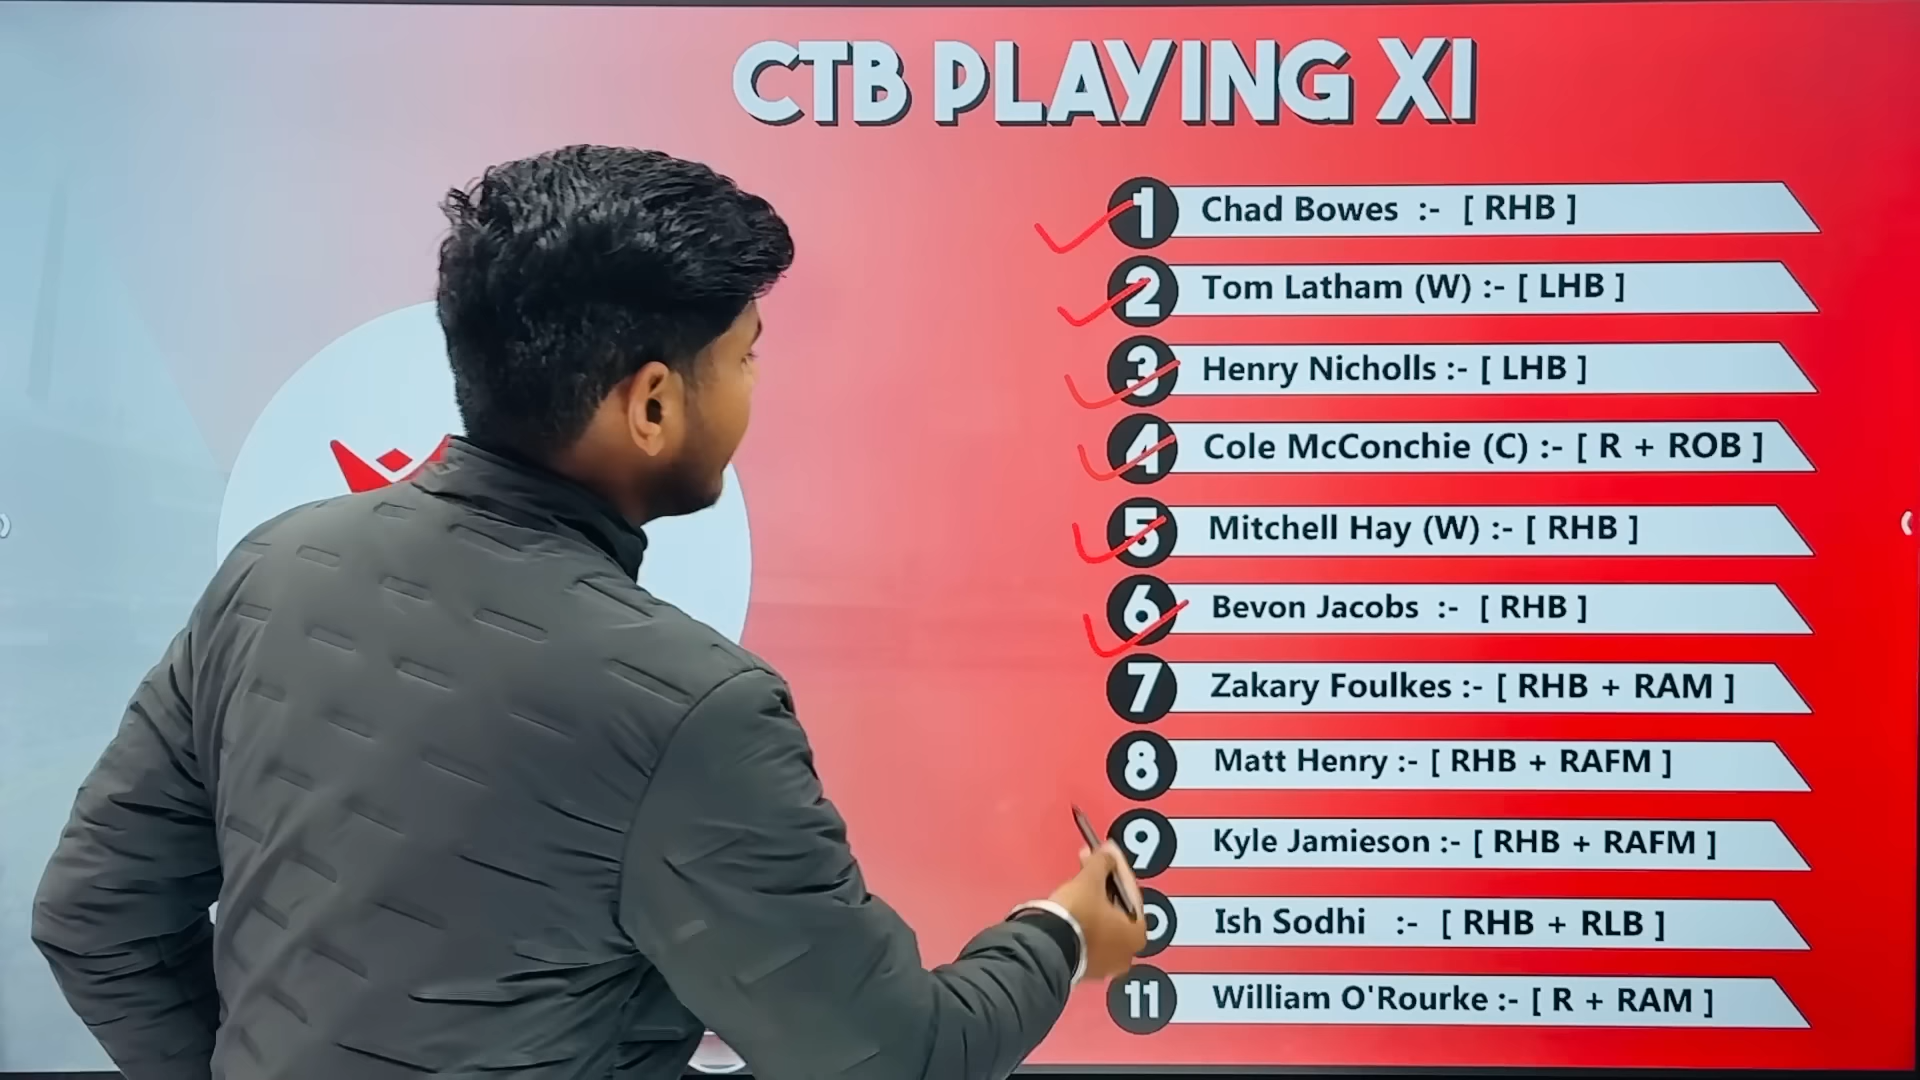 CTB PLAYING XI
1 Chad Bowes :- [ RHB ]
2 Tom Latham (W) :- [ LHB ]
3 Henry Nicholls :- [ LHB ]
4 Cole McConchie (C) :- [ R + ROB ]
5 Mitchell Hay (W) :- [ RHB ]
6 Bevon Jacobs :- [ RHB ]
7 Zakary Foulkes :- [ RHB + RAM ]
8 Matt Henry :- [ RHB + RAFM ]
9 Kyle Jamieson :- [ RHB + RAFM ]
0 Ish Sodhi :- [ RHB + RLB ]
11 William O'Rourke :- [ R + RAM ]